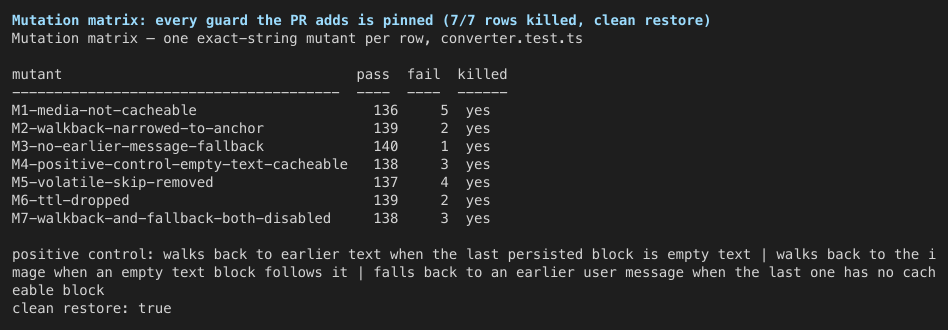 Mutation matrix: every guard the PR adds is pinned (7/7 rows killed, clean restore)
Mutation matrix — one exact-string mutant per row, converter.test.ts
mutant pass fail killed
--------------------------------------- ---- ---- ------
M1-media-not-cacheable 136 5 yes
M2-walkback-narrowed-to-anchor 139 2 yes
M3-no-earlier-message-fallback 140 1 yes
M4-positive-control-empty-text-cacheable 138 3 yes
M5-volatile-skip-removed 137 4 yes
M6-ttl-dropped 139 2 yes
M7-walkback-and-fallback-both-disabled 138 3 yes
positive control: walks back to earlier text when the last persisted block is empty text | walks back to the i
mage when an empty text block follows it | falls back to an earlier user message when the last one has no cach
eable block
clean restore: true